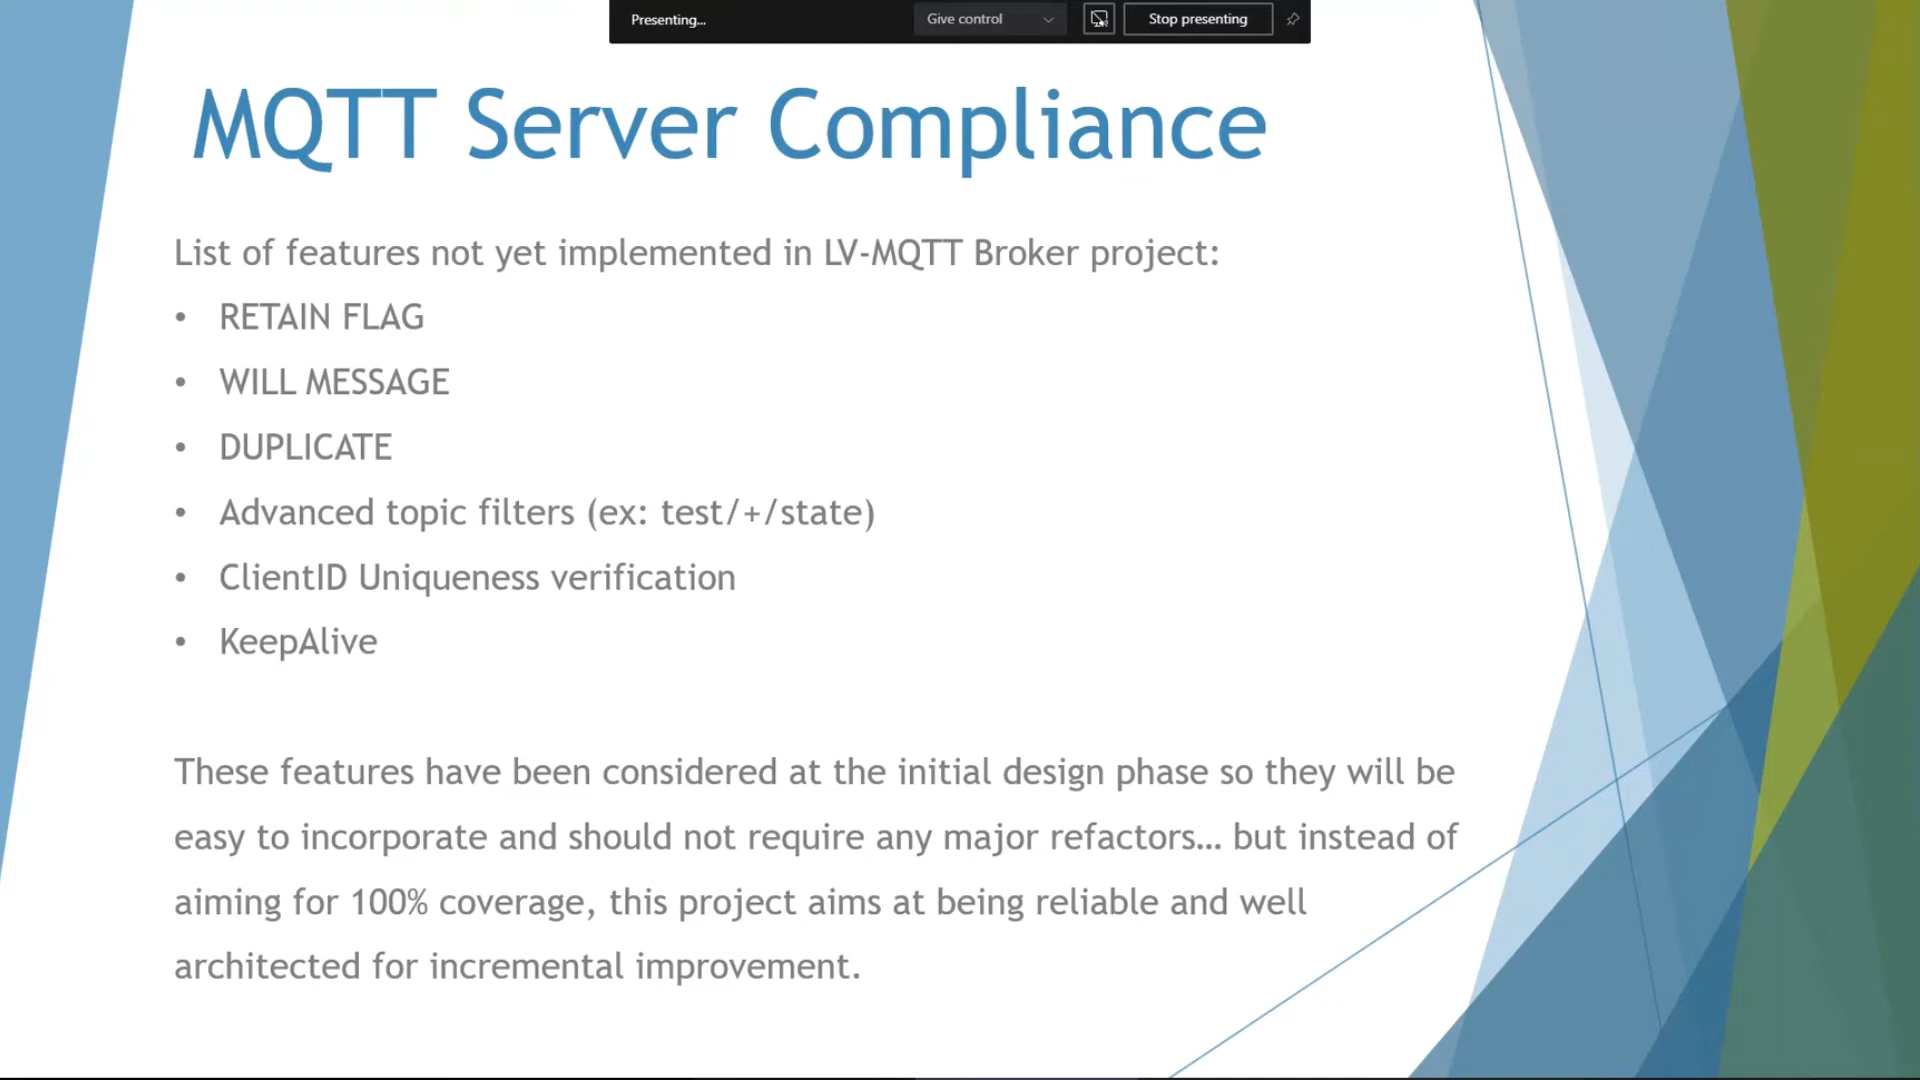 Presenting...
Give control
Stop presenting
MQTT Server Compliance
List of features not yet implemented in LV-MQTT Broker project:
• RETAIN FLAG
• WILL MESSAGE
• DUPLICATE
• Advanced topic filters (ex: test/+/state)
• ClientID Uniqueness verification
• KeepAlive
These features have been considered at the initial design phase so they will be
easy to incorporate and should not require any major refactors... but instead of
aiming for 100% coverage, this project aims at being reliable and well
architected for incremental improvement.